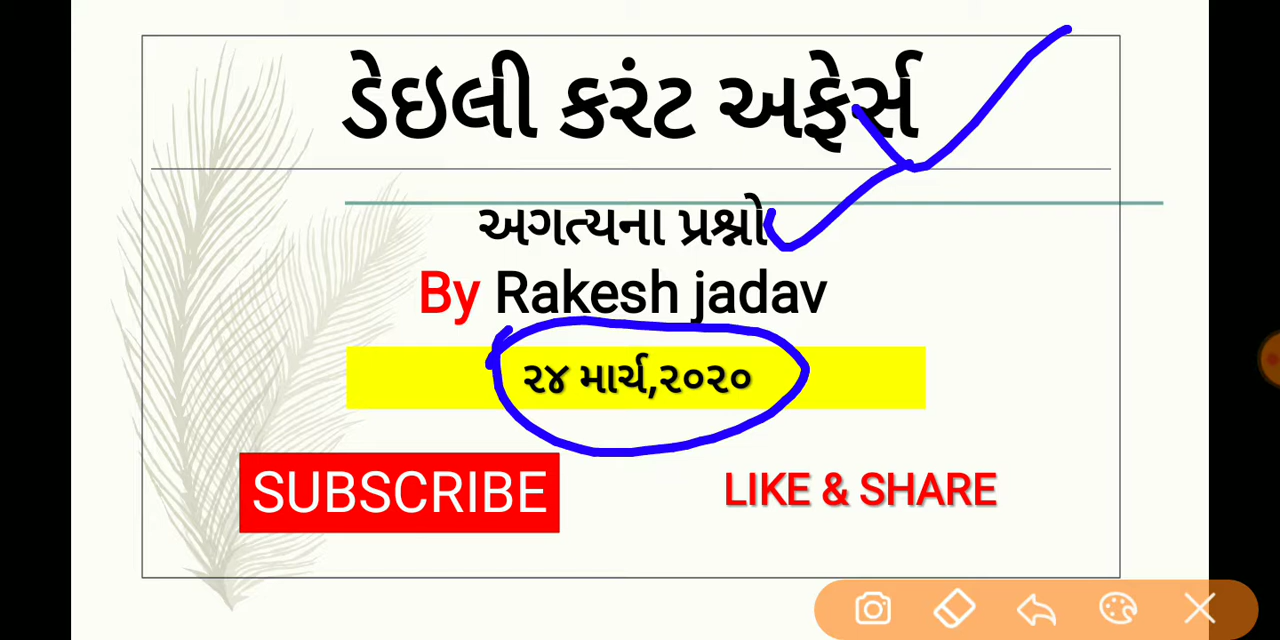 ડેઇલી કરંટ અફેર્સ
અગત્યના પ્રશ્નો
By Rakesh jadav
૨૪ માર્ચ,૨૦૨૦
SUBSCRIBE
LIKE & SHARE